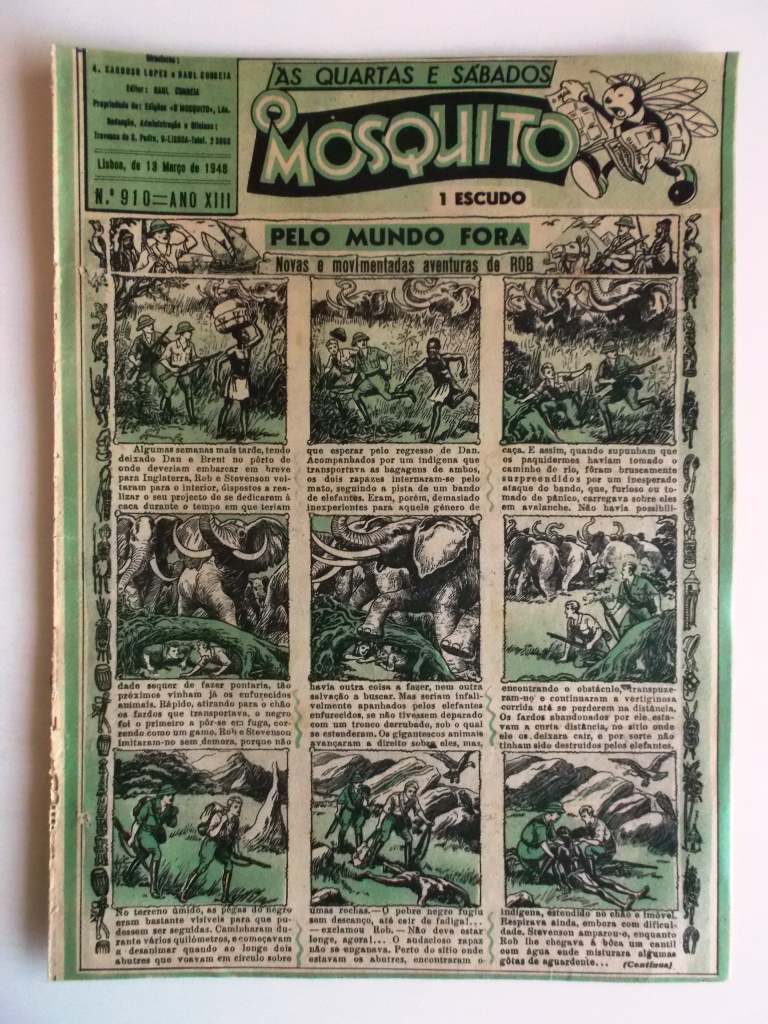 Directores:
A. CARDOSO LOPES e RAUL CORREIA
Editor: RAUL CORREIA
Propriedade de: Edições «O MOSQUITO», Lda.
Redacção, Administração e Oficinas:
Travessa de S. Pedro, 9-LISBOA-Telef. 2 5893
Lisboa, de 13 Março de 1948
N.º 910=ANO XIII
ÀS QUARTAS E SÁBADOS
O MOSQUITO
1 ESCUDO
PELO MUNDO FORA
Novas e movimentadas aventuras de ROB
Algumas semanas mais tarde, tendo
deixado Dan e Brent no pôrto de
onde deveriam embarcar em breve
para Inglaterra, Rob e Stevenson vol-
taram para o interior, dispostos a rea-
lizar o seu projecto de se dedicarem à
caça durante o tempo em que teriam
que esperar pelo regresso de Dan.
Acompanhados por um indígena que
transportava as bagagens de ambos,
os dois rapazes internaram-se pelo
mato, seguindo a pista de um bando
de elefantes. Eram, porém, demasiado
inexperientes para aquele género de
caça. E assim, quando supunham que
os paquidermes haviam tomado o
caminho de rio, fôram bruscamente
surpreendidos por um inesperado
ataque do bando, que, furioso ou to-
mado de pânico, carregava sobre eles
em avalanche. Não havia possibili-
dade sequer de fazer pontaria, tão
próximos vinham já os enfurecidos
animais. Rápido, atirando para o chão
os fardos que transportava, o negro
foi o primeiro a pôr-se em fuga, cor-
rendo como um gamo. Rob e Stevenson
imitaram-no sem demora, porque não
havia outra coisa a fazer, nem outra
salvação a buscar. Mas seriam infali-
velmente apanhados pelos elefantes
enfurecidos, se não tivessem deparado
com um tronco derrubado, sob o qual
se estenderam. Os gigantescos animais
avançaram a direito sobre eles, mas,
encontrando o obstáculo, transpuze-
ram-no e continuaram a vertiginosa
corrida até se perderem na distância.
Os fardos abandonados por ele esta-
vam a curta distância, no sitio onde
ele os deixara cair, e por sorte não
tinham sido destruidos pelos elefantes.
No terreno úmido, as pégas do negro
eram bastante visíveis para que pu-
dessem ser seguidas. Caminharam du-
rante vários quilómetros, e começavam
a desanimar quando ao longe dois
abutres que voavam em círculo sobre
umas rochas.— O pobre negro fugiu
sem descanço, até cair de fadiga!...
— exclamou Rob. — Não deve estar
longe, agora!... O audacioso rapaz
não se enganava. Perto do sítio onde
estavam os abutres, encontraram o
indígena, estendido no chão e imóvel.
Respirava ainda, embora com dificul-
dade. Stevenson amparou-o, enquanto
Rob lhe chegava à bôca um cantil
com água onde misturara algumas
gôtas de aguardente... (Continua)